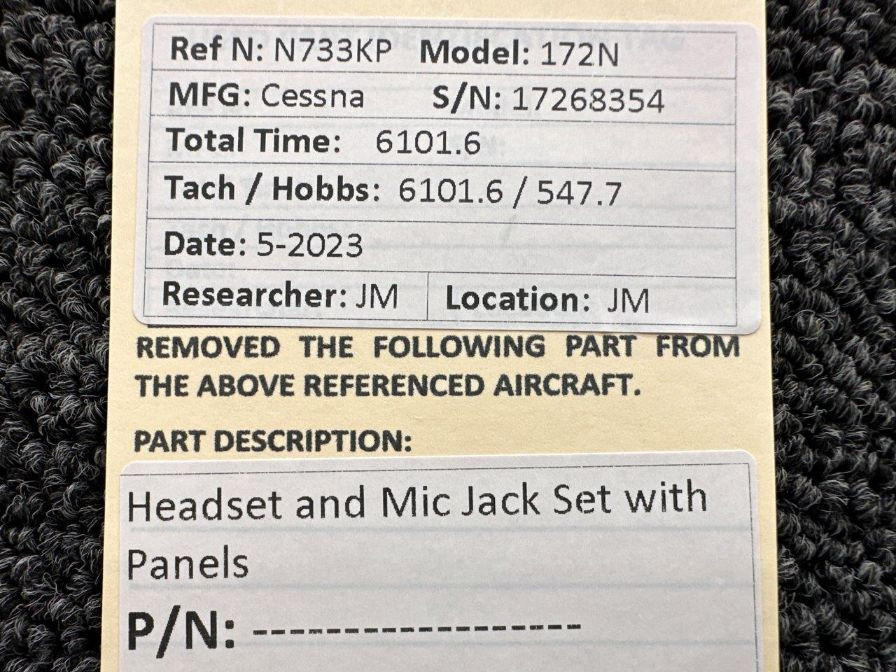 Ref N: N733KP Model: 172N
MFG: Cessna S/N: 17268354
Total Time: 6101.6
Tach / Hobbs: 6101.6 / 547.7
Date: 5-2023
Researcher: JM Location: JM
REMOVED THE FOLLOWING PART FROM
THE ABOVE REFERENCED AIRCRAFT.
PART DESCRIPTION:
Headset and Mic Jack Set with
Panels
P/N: ------------------